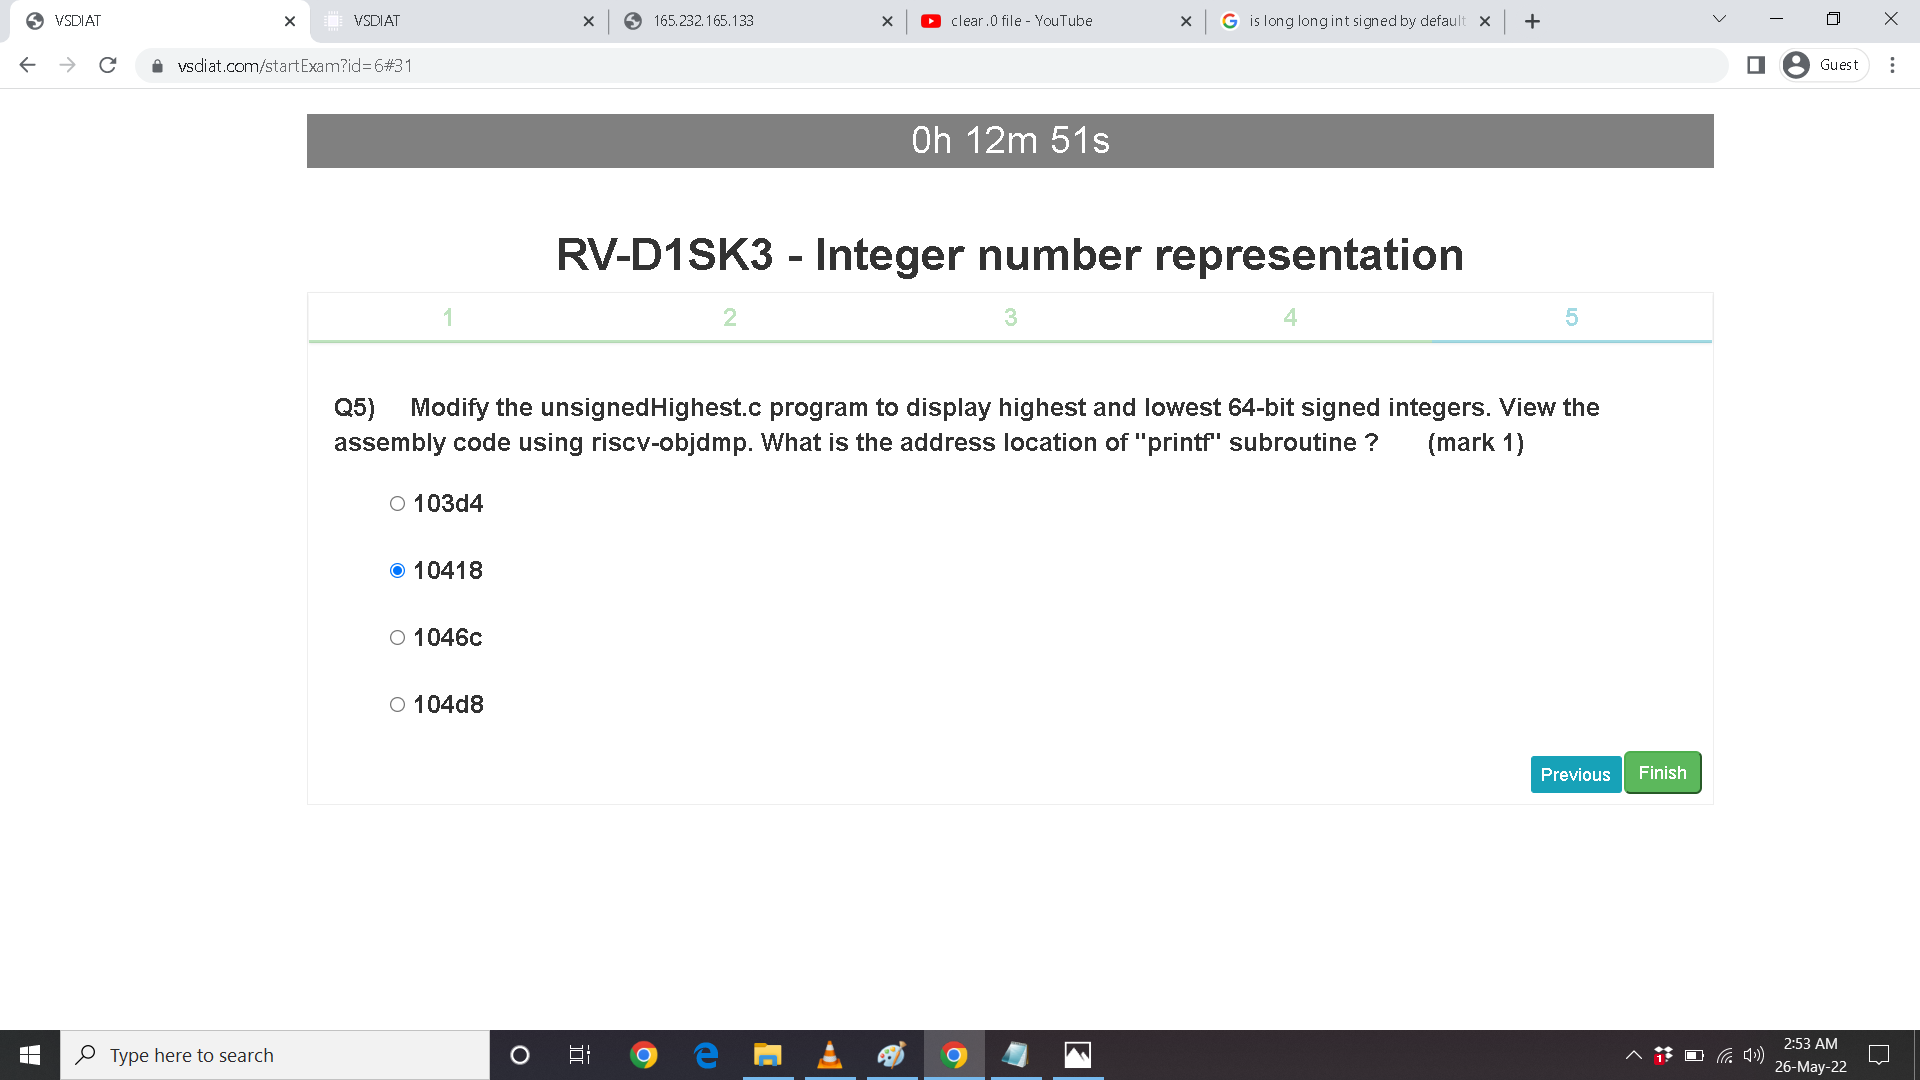 VSDIAT
VSDIAT
165.232.165.133
clear .0 file - YouTube
is long long int signed by default
vsdiat.com/startExam?id=6#31
Guest
0h 12m 51s
RV-D1SK3 - Integer number representation
1 2 3 4 5
Q5) Modify the unsignedHighest.c program to display highest and lowest 64-bit signed integers. View the
assembly code using riscv-objdmp. What is the address location of "printf" subroutine ? (mark 1)
103d4
10418
1046c
104d8
Previous
Finish
Type here to search
1
2:53 AM
26-May-22